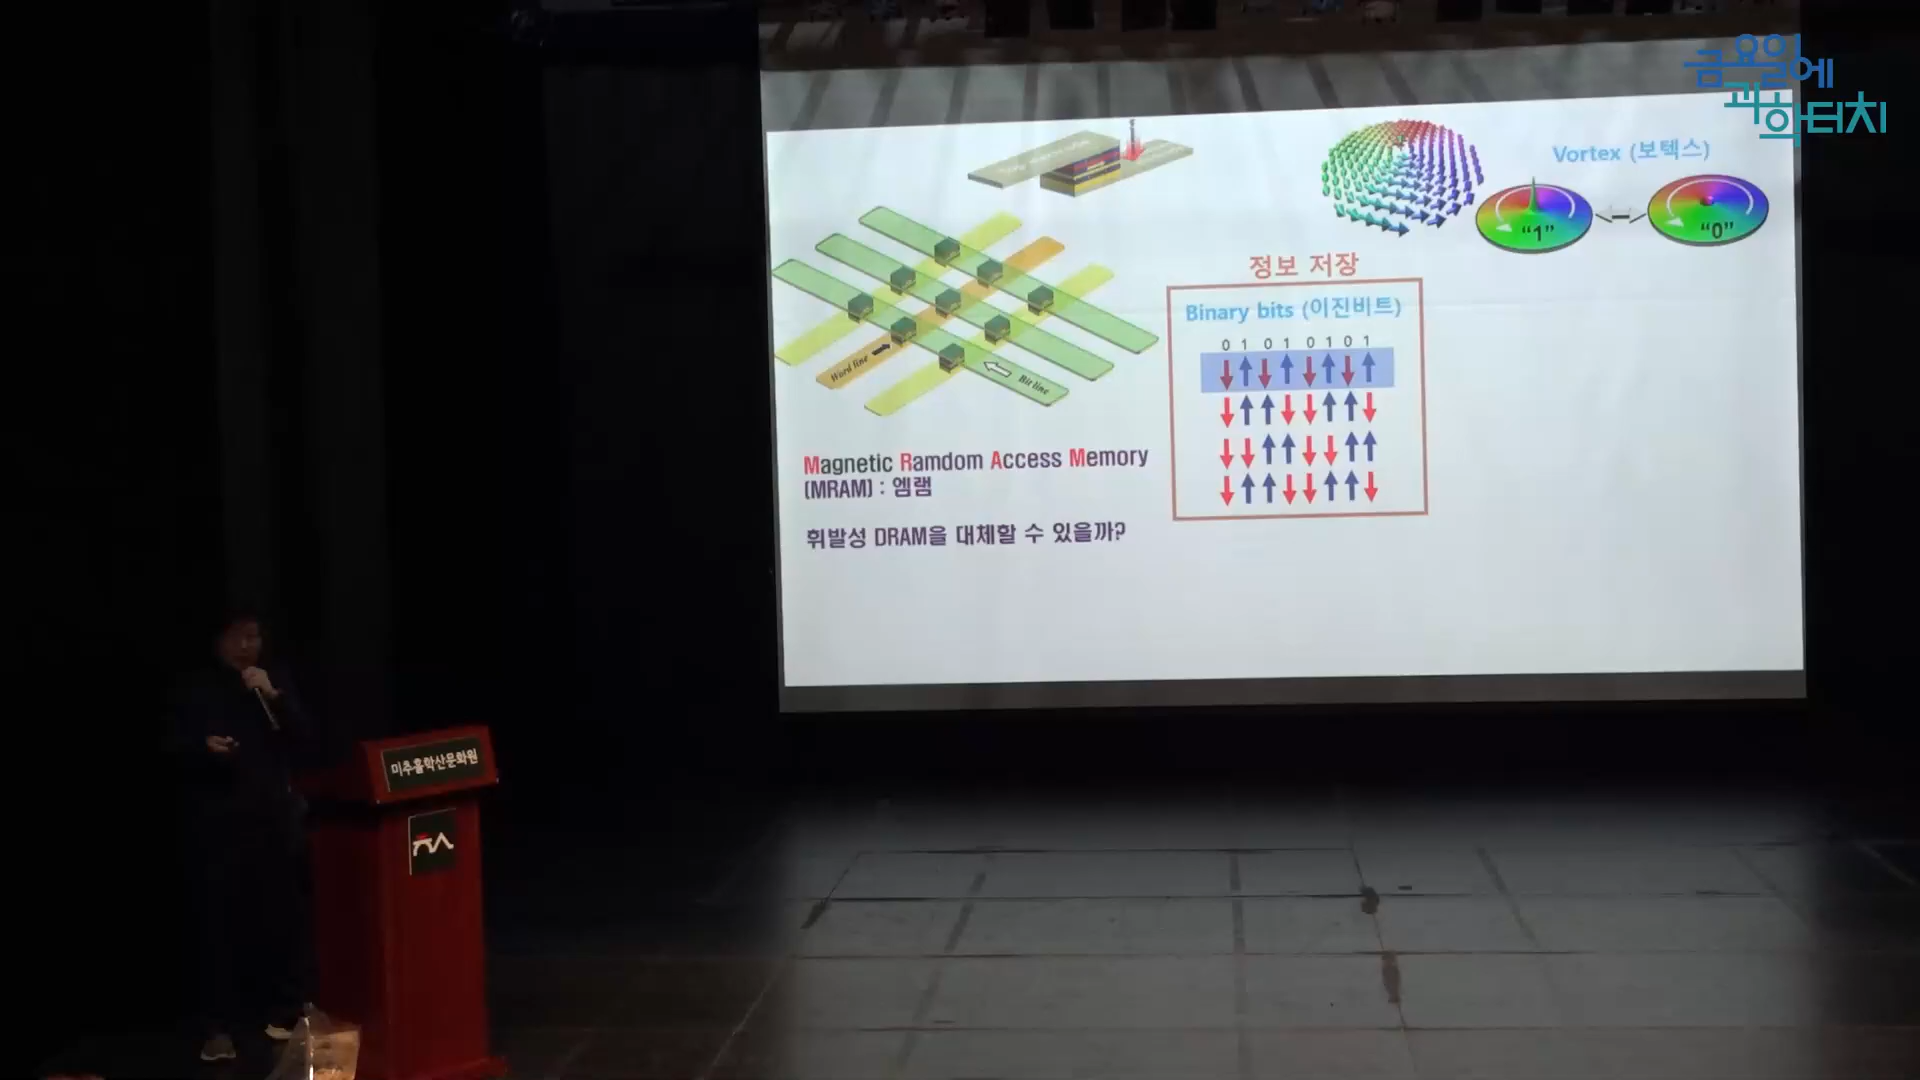 금요일에
과학터치
Vortex (보텍스)
"1"
"0"
정보 저장
Binary bits (이진비트)
0 1 0 1 0 1 0 1
Word line
Bit line
Magnetic Ramdom Access Memory
(MRAM) : 엠램
휘발성 DRAM을 대체할 수 있을까?
미추홀학산문화원